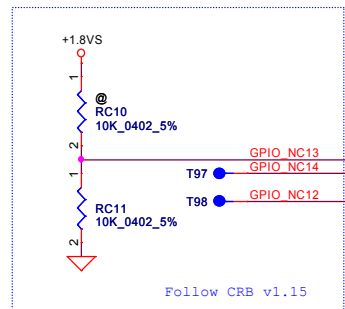 +1.8VS
1
@
RC10
10K_0402_5%
2
GPIO_NC13
1
T97
GPIO_NC14
RC11
10K_0402_5%
T98
GPIO_NC12
2
Follow CRB v1.15